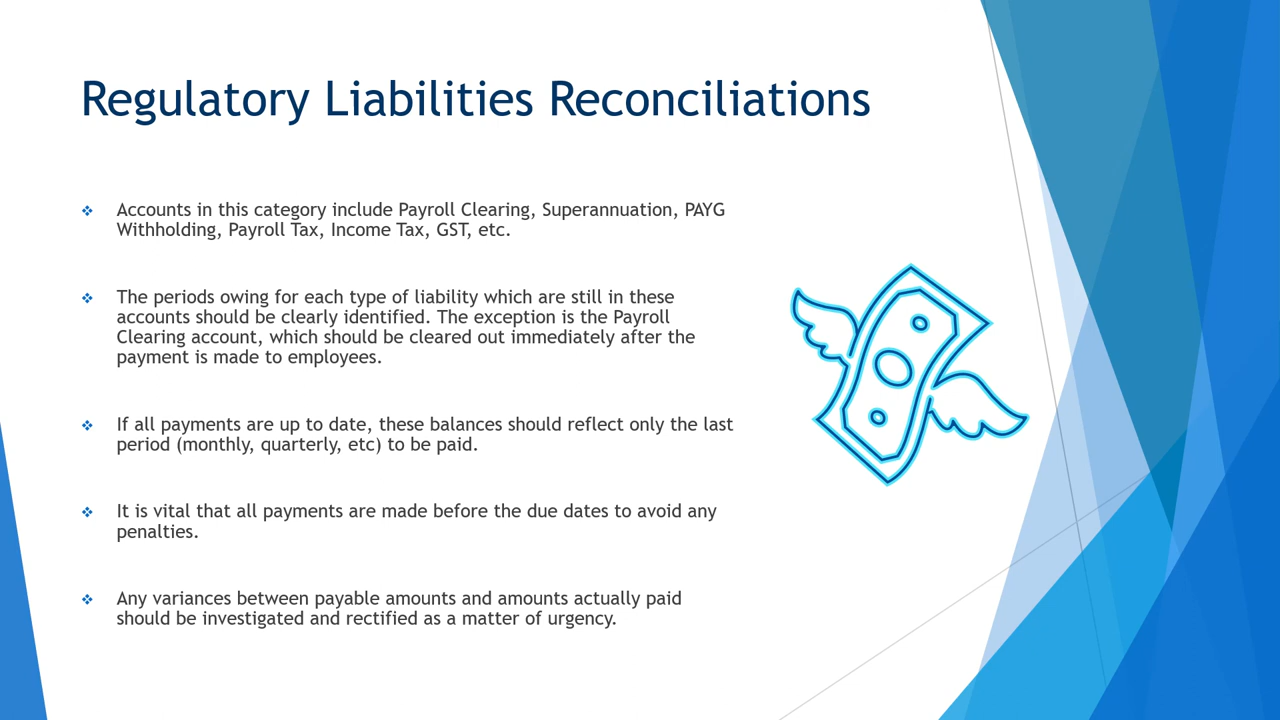 Regulatory Liabilities Reconciliations
Accounts in this category include Payroll Clearing, Superannuation, PAYG
Withholding, Payroll Tax, Income Tax, GST, etc.
The periods owing for each type of liability which are still in these
accounts should be clearly identified. The exception is the Payroll
Clearing account, which should be cleared out immediately after the
payment is made to employees.
If all payments are up to date, these balances should reflect only the last
period (monthly, quarterly, etc) to be paid.
It is vital that all payments are made before the due dates to avoid any
penalties.
Any variances between payable amounts and amounts actually paid
should be investigated and rectified as a matter of urgency.